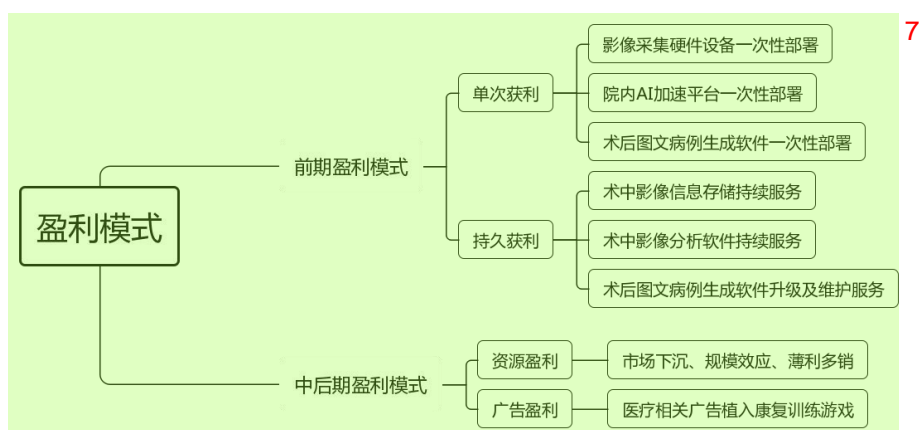 7
盈利模式
前期盈利模式
单次获利
影像采集硬件设备一次性部署
院内AI加速平台一次性部署
术后图文病例生成软件一次性部署
持久获利
术中影像信息存储持续服务
术中影像分析软件持续服务
术后图文病例生成软件升级及维护服务
中后期盈利模式
资源盈利
市场下沉、规模效应、薄利多销
广告盈利
医疗相关广告植入康复训练游戏